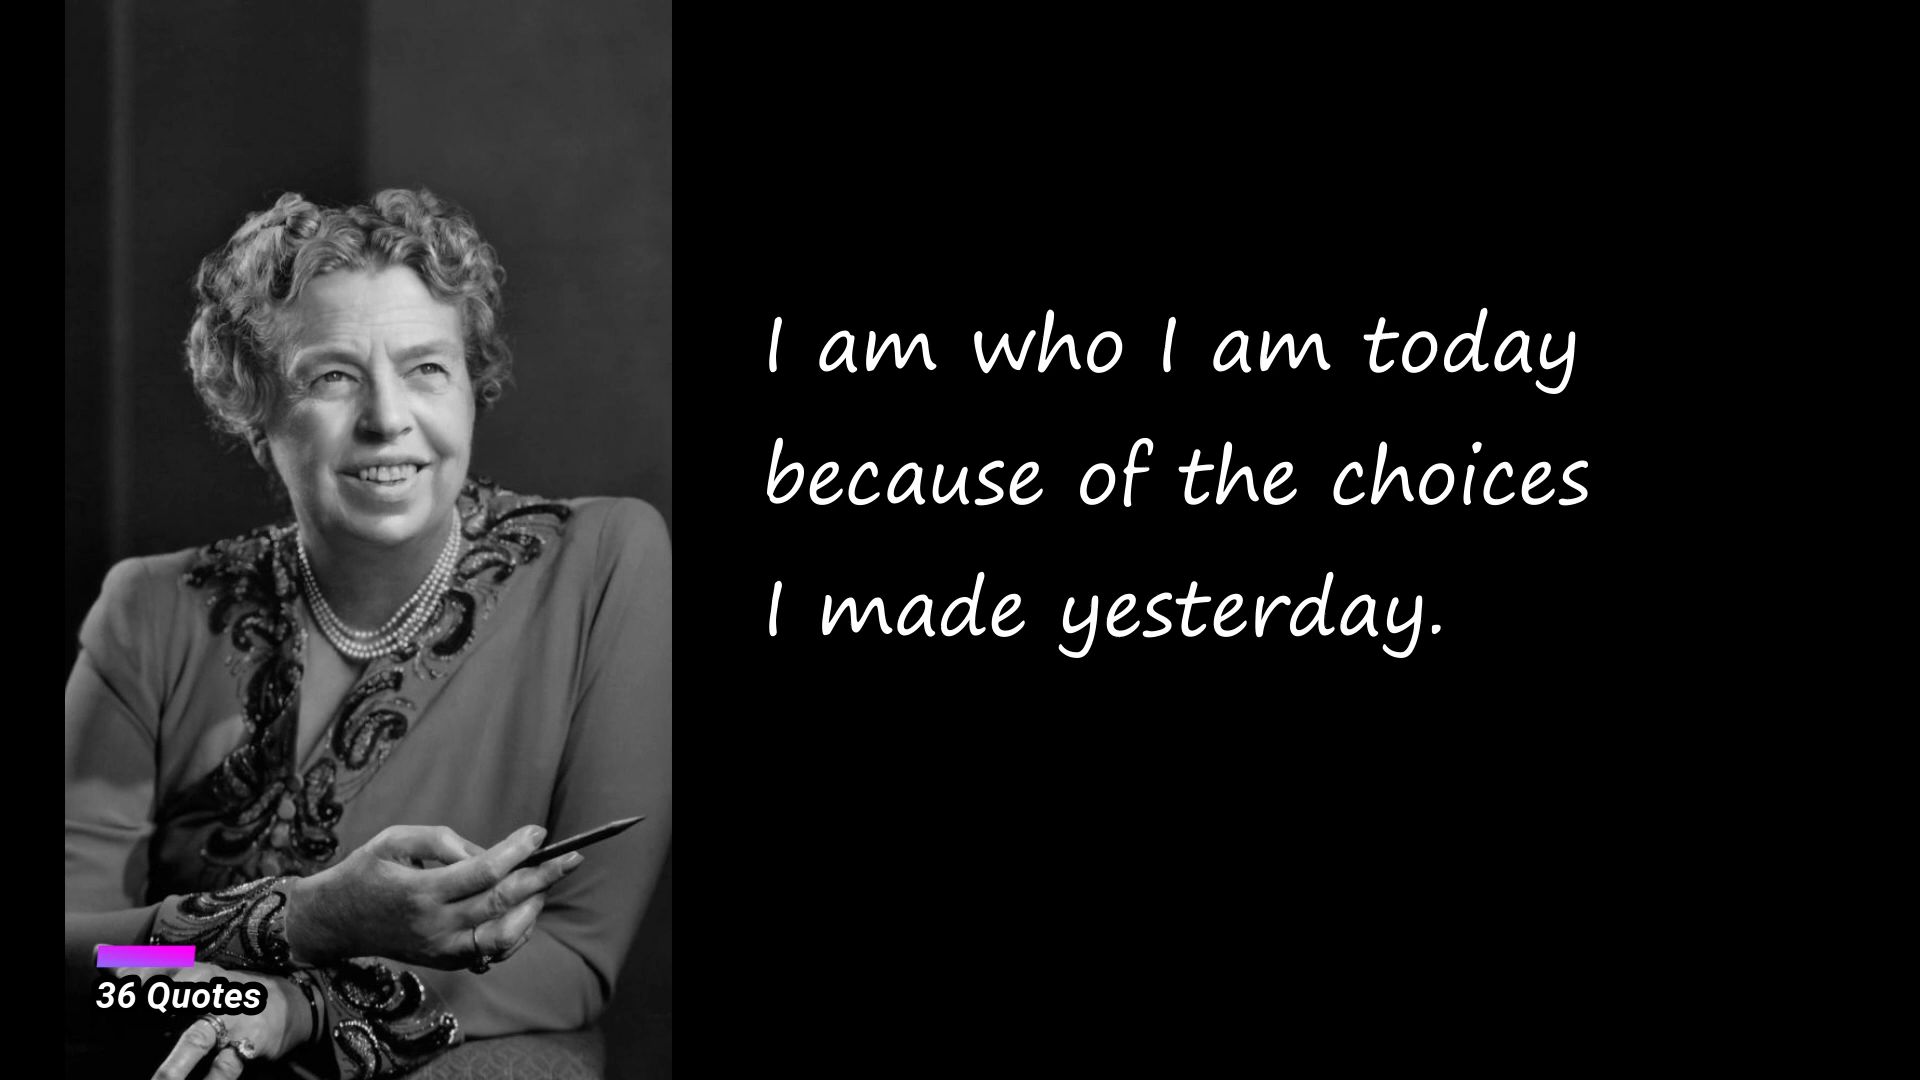 I am who I am today
because of the choices
I made yesterday.
36 Quotes